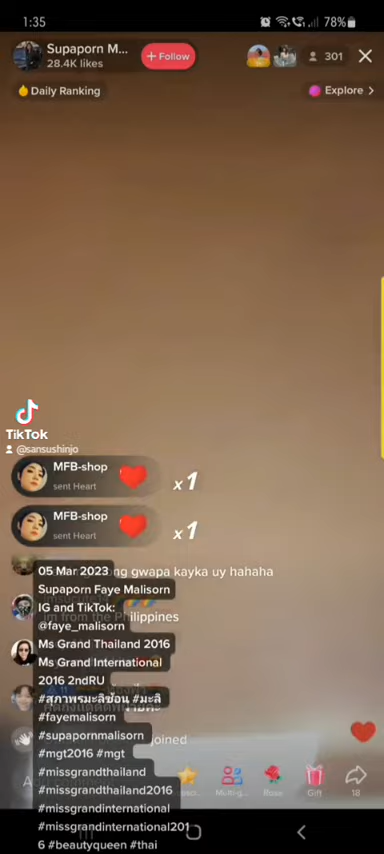 1:35
78%
Supaporn M...
28.4K likes
+ Follow
301
Daily Ranking
Explore >
TikTok
@sansushinjo
MFB-shop
sent Heart
x1
MFB-shop
sent Heart
x1
ng gwapa kayka uy hahaha
05 Mar 2023
Supaporn Faye Malisorn
IG and TikTok:
im from the Philippines
@faye_malisorn
Ms Grand Thailand 2016
Ms Grand International
2016 2ndRU
#สุภาพรมะลิซ้อน #มะลิ
#fayemalisorn
#supapornmalisorn
joined
#mgt2016 #mgt
#missgrandthailand
#missgrandthailand2016
#missgrandinternational
#missgrandinternational201
6 #beautyqueen #thai
Rose
Gift
18